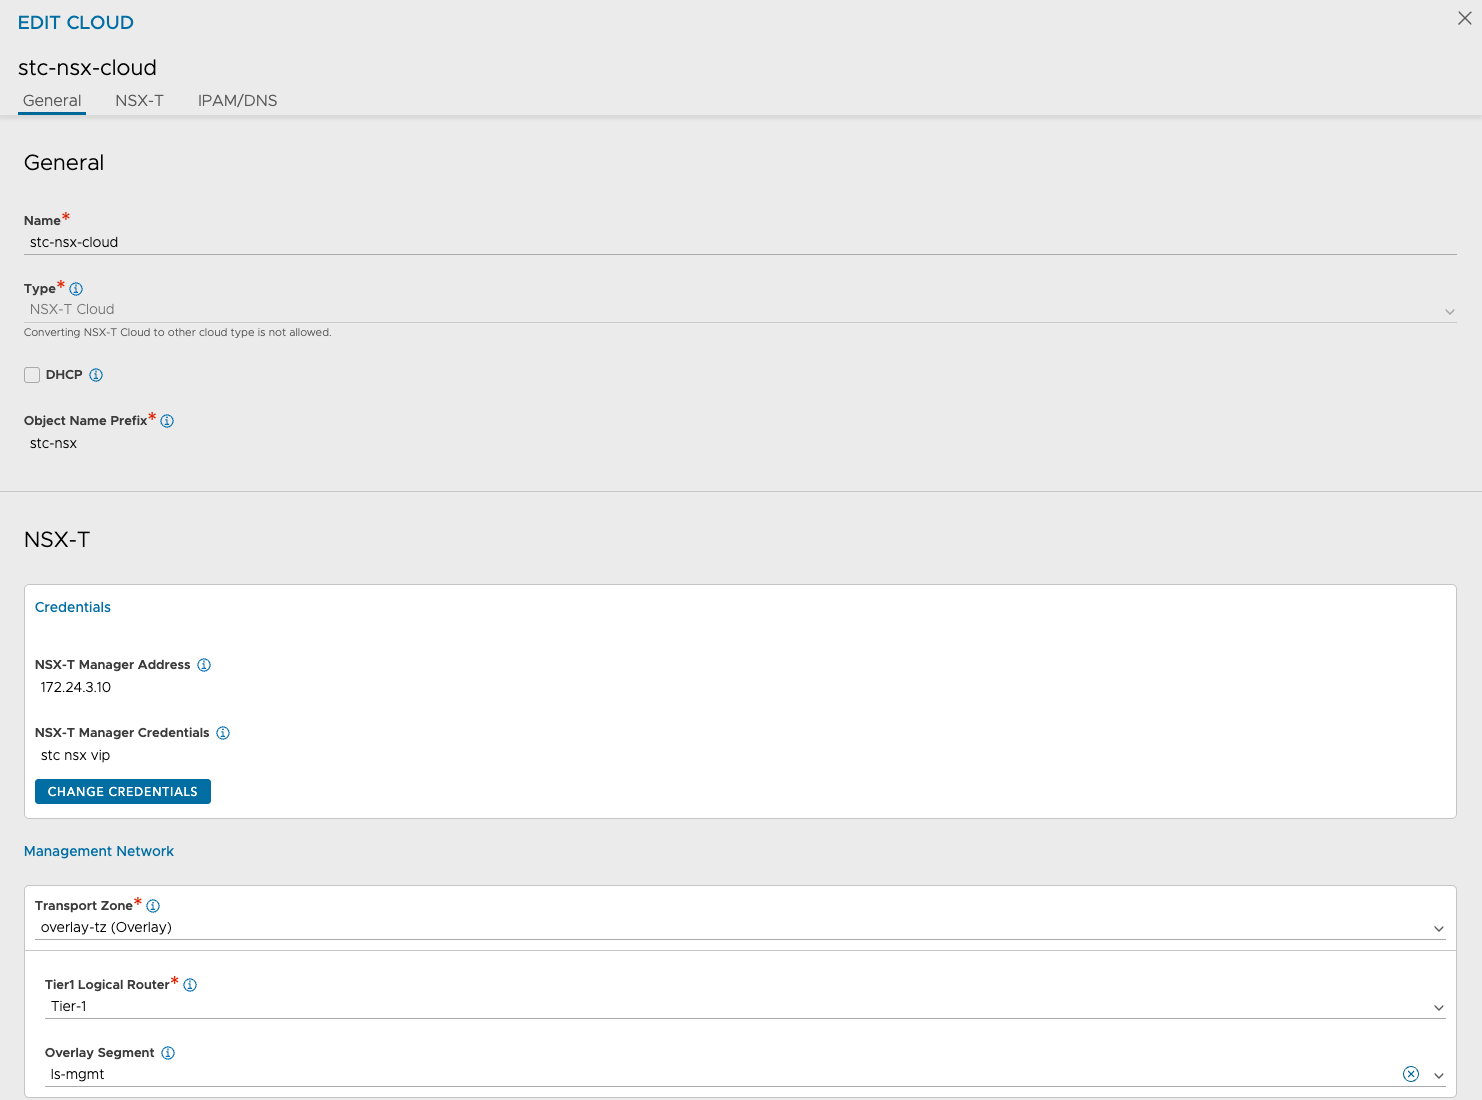 EDIT CLOUD
stc-nsx-cloud
General NSX-T IPAM/DNS
General
Name*
stc-nsx-cloud
Type*
NSX-T Cloud
Converting NSX-T Cloud to other cloud type is not allowed.
DHCP
Object Name Prefix*
stc-nsx
NSX-T
Credentials
NSX-T Manager Address
172.24.3.10
NSX-T Manager Credentials
stc nsx vip
CHANGE CREDENTIALS
Management Network
Transport Zone*
overlay-tz (Overlay)
Tier1 Logical Router*
Tier-1
Overlay Segment
ls-mgmt